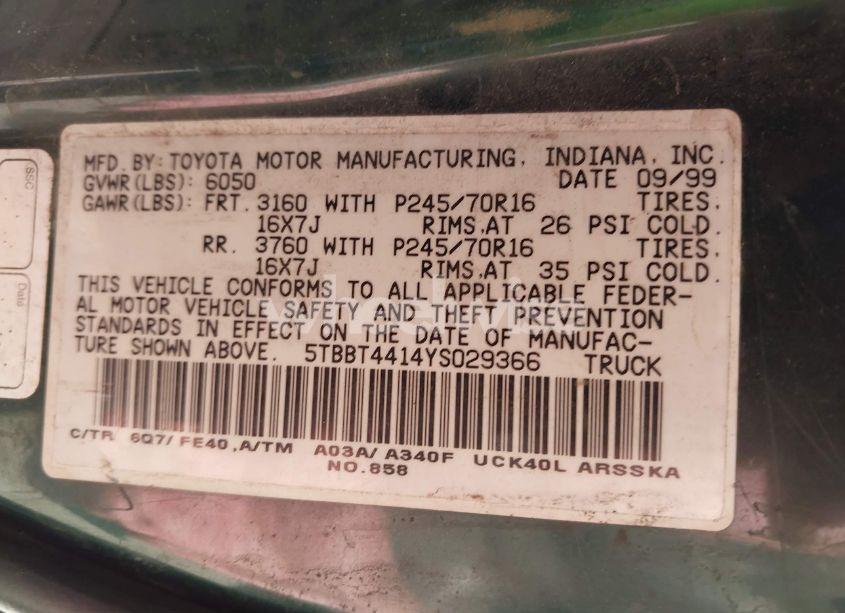 SSC
Data
MFD. BY: TOYOTA MOTOR MANUFACTURING, INDIANA, INC.
GVWR(LBS): 6050 DATE 09/99
GAWR(LBS): FRT. 3160 WITH P245/70R16 TIRES,
16X7J RIMS,AT 26 PSI COLD.
RR. 3760 WITH P245/70R16 TIRES,
16X7J RIMS,AT 35 PSI COLD.
THIS VEHICLE CONFORMS TO ALL APPLICABLE FEDER-
AL MOTOR VEHICLE SAFETY AND THEFT PREVENTION
STANDARDS IN EFFECT ON THE DATE OF MANUFAC-
TURE SHOWN ABOVE. 5TBBT4414YS029366 TRUCK
C/TR 6Q7/ FE40 ,A/TM A03A/ A340F UCK40L ARSSKA
NO.858